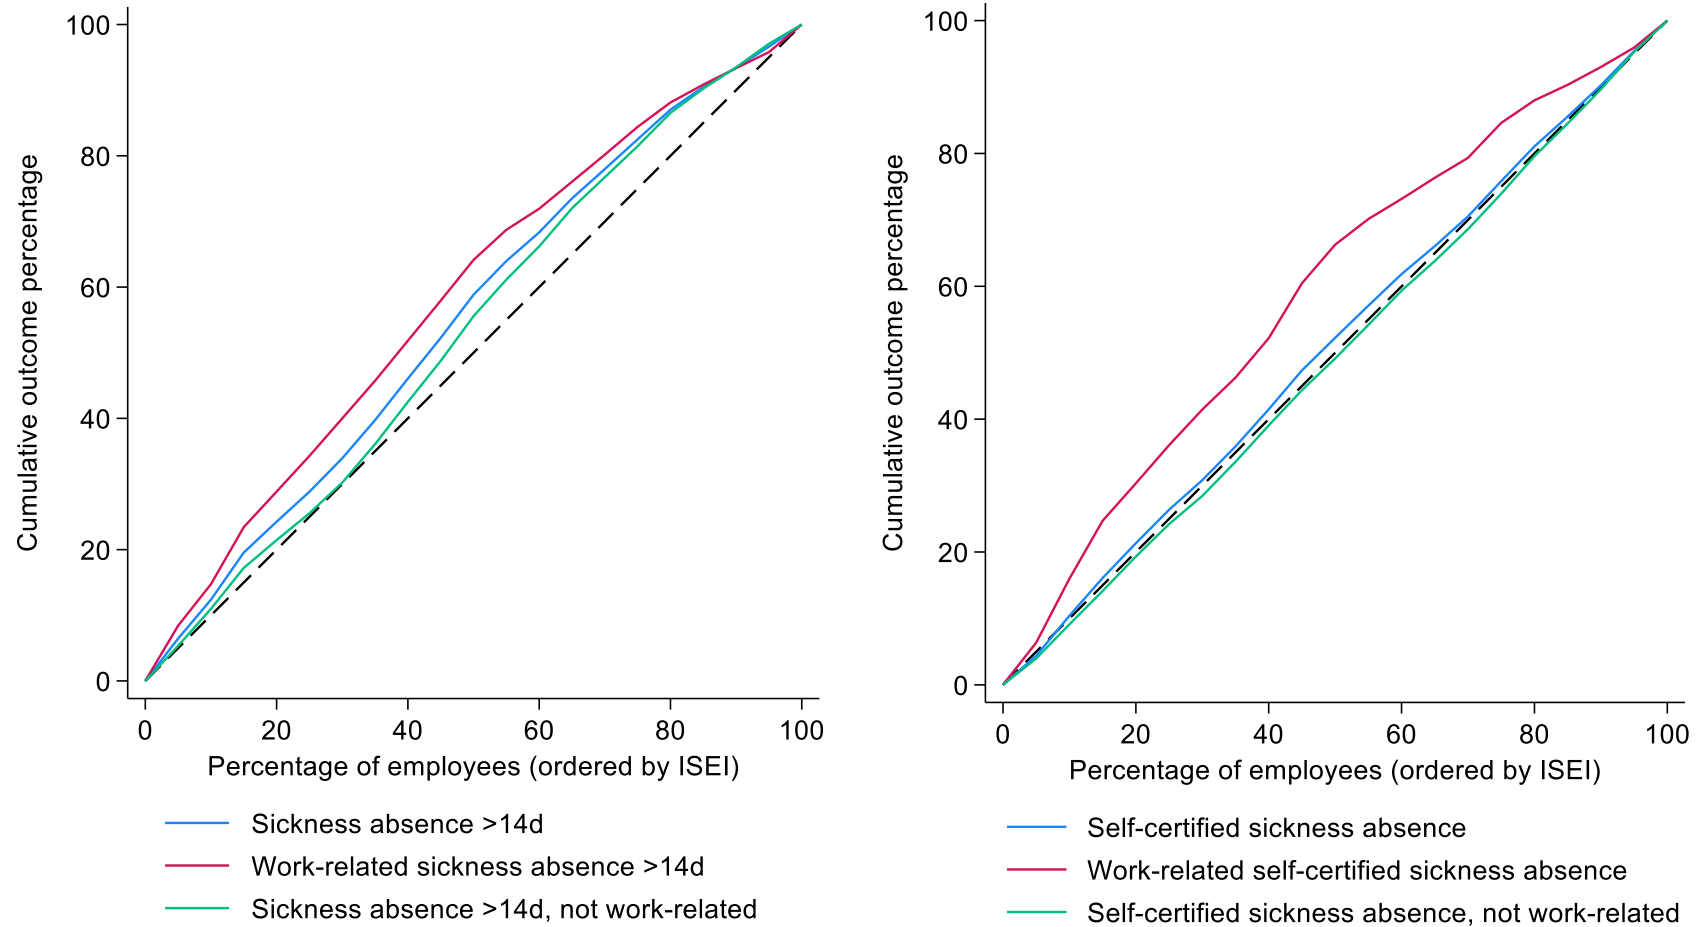 Cumulative outcome percentage
100
80
60
40
20
0
0 20 40 60 80 100
Percentage of employees (ordered by ISEI)
Sickness absence >14d
Work-related sickness absence >14d
Sickness absence >14d, not work-related
Cumulative outcome percentage
100
80
60
40
20
0
0 20 40 60 80 100
Percentage of employees (ordered by ISEI)
Self-certified sickness absence
Work-related self-certified sickness absence
Self-certified sickness absence, not work-related